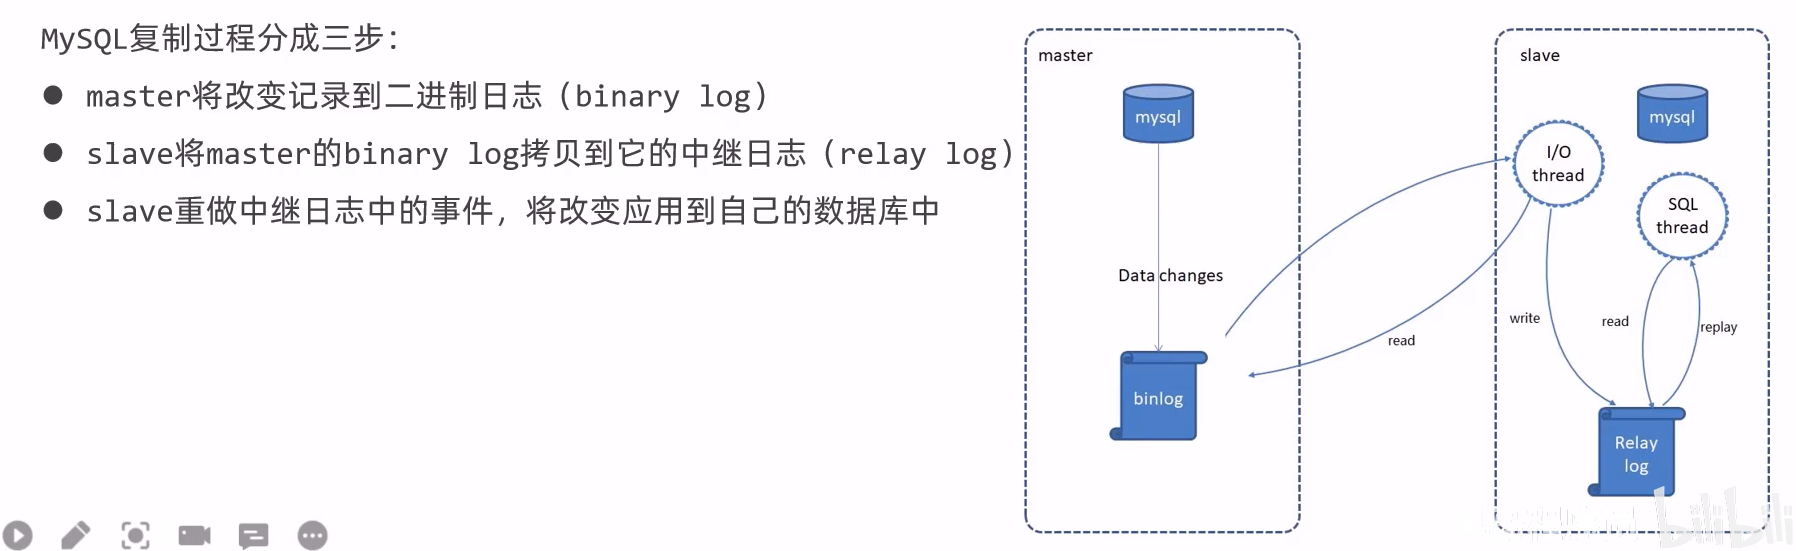 MySQL复制过程分成三步：
● master将改变记录到二进制日志（binary log）
● slave将master的binary log拷贝到它的中继日志（relay log）
● slave重做中继日志中的事件，将改变应用到自己的数据库中
master
mysql
Data changes
binlog
read
slave
mysql
I/O
thread
SQL
thread
write
read
replay
Relay
log
bilibili